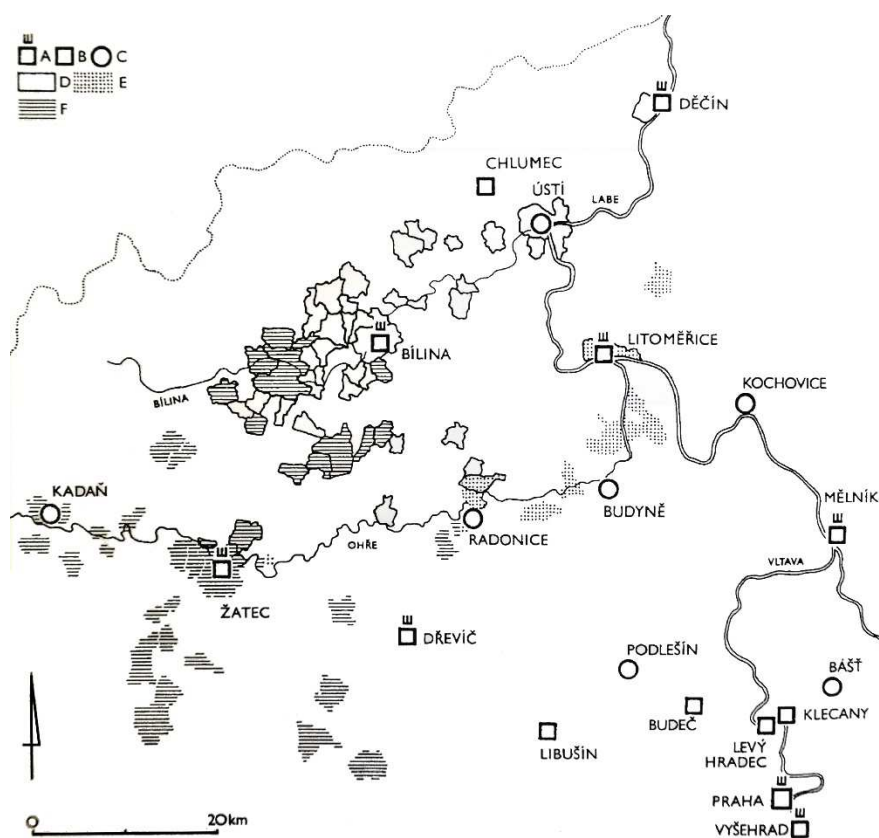 E
A B C
D E
F
E
DĚČÍN
CHLUMEC
ÚSTÍ
LABE
E
LITOMĚŘICE
E
BÍLINA
BÍLINA
KOCHOVICE
KADAŇ
RADONICE
BUDYNĚ
MĚLNÍK
E
OHŘE
E
ŽATEC
VLTAVA
E
DŘEVÍČ
PODLEŠÍN
BÁŠŤ
BUDEČ
KLECANY
LIBUŠÍN
LEVÝ
HRADEC
E
PRAHA
E
VYŠEHRAD
0 20km